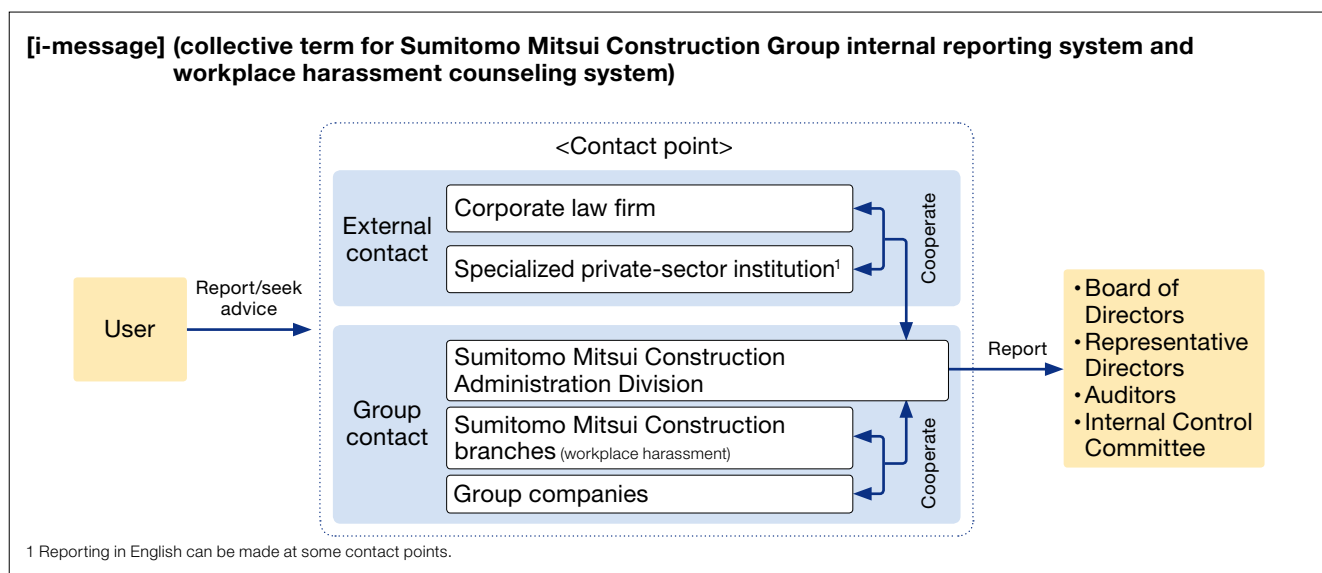 [i-message] (collective term for Sumitomo Mitsui Construction Group internal reporting system and
workplace harassment counseling system)
<Contact point>
User
Report/seek
advice
External
contact
Corporate law firm
Specialized private-sector institution¹
Cooperate
Group
contact
Sumitomo Mitsui Construction
Administration Division
Sumitomo Mitsui Construction
branches (workplace harassment)
Group companies
Cooperate
Report
・Board of
Directors
・Representative
Directors
・Auditors
・Internal Control
Committee
1 Reporting in English can be made at some contact points.